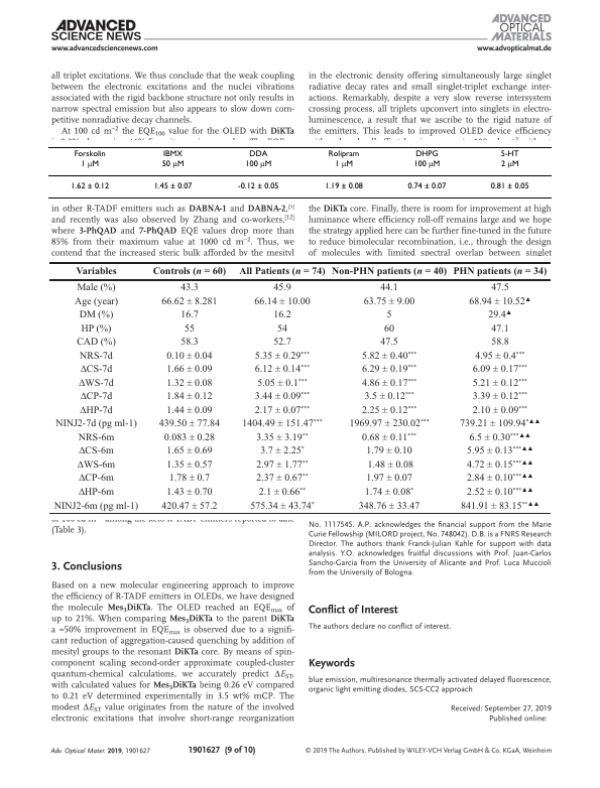 ADVANCED
SCIENCE NEWS
www.advancedsciencenews.com
ADVANCED
OPTICAL
MATERIALS
www.advopticalmat.de
all triplet excitations. We thus conclude that the weak coupling
between the electronic excitations and the nuclei vibrations
associated with the rigid backbone structure not only results in
narrow spectral emission but also appears to slow down com-
petitive nonradiative decay channels.
At 100 cd m−2 the EQE100 value for the OLED with DiKTa
in the electronic density offering simultaneously large singlet
radiative decay rates and small singlet-triplet exchange inter-
actions. Remarkably, despite a very slow reverse intersystem
crossing process, all triplets upconvert into singlets in electro-
luminescence, a result that we ascribe to the rigid nature of
the emitters. This leads to improved OLED device efficiency
Forskolin IBMX DDA Rolipram DHPG 5-HT
1 μM 50 μM 100 μM 1 μM 100 μM 2 μM
1.62 ± 0.12 1.45 ± 0.07 -0.12 ± 0.05 1.19 ± 0.08 0.74 ± 0.07 0.81 ± 0.05
in other R-TADF emitters such as DABNA-1 and DABNA-2,[5]
and recently was also observed by Zhang and co-workers,[12]
where 3-PhQAD and 7-PhQAD EQE values drop more than
85% from their maximum value at 1000 cd m−2. Thus, we
contend that the increased steric bulk afforded by the mesityl
the DiKTa core. Finally, there is room for improvement at high
luminance where efficiency roll-off remains large and we hope
the strategy applied here can be further fine-tuned in the future
to reduce bimolecular recombination, i.e., through the design
of molecules with limited spectral overlap between singlet
Variables Controls (n = 60) All Patients (n = 74) Non-PHN patients (n = 40) PHN patients (n = 34)
Male (%) 43.3 45.9 44.1 47.5
Age (year) 66.62 ± 8.281 66.14 ± 10.00 63.75 ± 9.00 68.94 ± 10.52▲
DM (%) 16.7 16.2 5 29.4▲
HP (%) 55 54 60 47.1
CAD (%) 58.3 52.7 47.5 58.8
NRS-7d 0.10 ± 0.04 5.35 ± 0.29*** 5.82 ± 0.40*** 4.95 ± 0.4***
ΔCS-7d 1.66 ± 0.09 6.12 ± 0.14*** 6.29 ± 0.19*** 6.09 ± 0.17***
ΔWS-7d 1.32 ± 0.08 5.05 ± 0.1*** 4.86 ± 0.17*** 5.21 ± 0.12***
ΔCP-7d 1.84 ± 0.12 3.44 ± 0.09*** 3.5 ± 0.12*** 3.39 ± 0.12***
ΔHP-7d 1.44 ± 0.09 2.17 ± 0.07*** 2.25 ± 0.12*** 2.10 ± 0.09***
NINJ2-7d (pg ml-1) 439.50 ± 77.84 1404.49 ± 151.47*** 1969.97 ± 230.02*** 739.21 ± 109.94*▲▲
NRS-6m 0.083 ± 0.28 3.35 ± 3.19** 0.68 ± 0.11*** 6.5 ± 0.30***▲▲
ΔCS-6m 1.65 ± 0.69 3.7 ± 2.25* 1.79 ± 0.10 5.95 ± 0.13***▲▲
ΔWS-6m 1.35 ± 0.57 2.97 ± 1.77** 1.48 ± 0.08 4.72 ± 0.15***▲▲
ΔCP-6m 1.78 ± 0.7 2.37 ± 0.67** 1.97 ± 0.07 2.84 ± 0.10***▲▲
ΔHP-6m 1.43 ± 0.70 2.1 ± 0.66** 1.74 ± 0.08* 2.52 ± 0.10***▲▲
NINJ2-6m (pg ml-1) 420.47 ± 57.2 575.34 ± 43.74* 348.76 ± 33.47 841.91 ± 83.15**▲▲
(Table 3).
3. Conclusions
Based on a new molecular engineering approach to improve
the efficiency of R-TADF emitters in OLEDs, we have designed
the molecule Mes3DiKTa. The OLED reached an EQEmax of
up to 21%. When comparing Mes3DiKTa to the parent DiKTa
a ≈50% improvement in EQEmax is observed due to a signifi-
cant reduction of aggregation-caused quenching by addition of
mesityl groups to the resonant DiKTa core. By means of spin-
component scaling second-order approximate coupled-cluster
quantum-chemical calculations, we accurately predict ΔEST,
with calculated values for Mes3DiKTa being 0.26 eV compared
to 0.21 eV determined experimentally in 3.5 wt% mCP. The
modest ΔEST value originates from the nature of the involved
electronic excitations that involve short-range reorganization
No. 1117545. A.P. acknowledges the financial support from the Marie
Curie Fellowship (MILORD project, No. 748042). D.B. is a FNRS Research
Director. The authors thank Franck-Julian Kahle for support with data
analysis. Y.O. acknowledges fruitful discussions with Prof. Juan-Carlos
Sancho-Garcia from the University of Alicante and Prof. Luca Muccioli
from the University of Bologna.
Conflict of Interest
The authors declare no conflict of interest.
Keywords
blue emission, multiresonance thermally activated delayed fluorescence,
organic light emitting diodes, SCS-CC2 approach
Received: September 27, 2019
Published online:
Adv. Optical Mater. 2019, 1901627
1901627 (9 of 10)
© 2019 The Authors. Published by WILEY-VCH Verlag GmbH & Co. KGaA, Weinheim